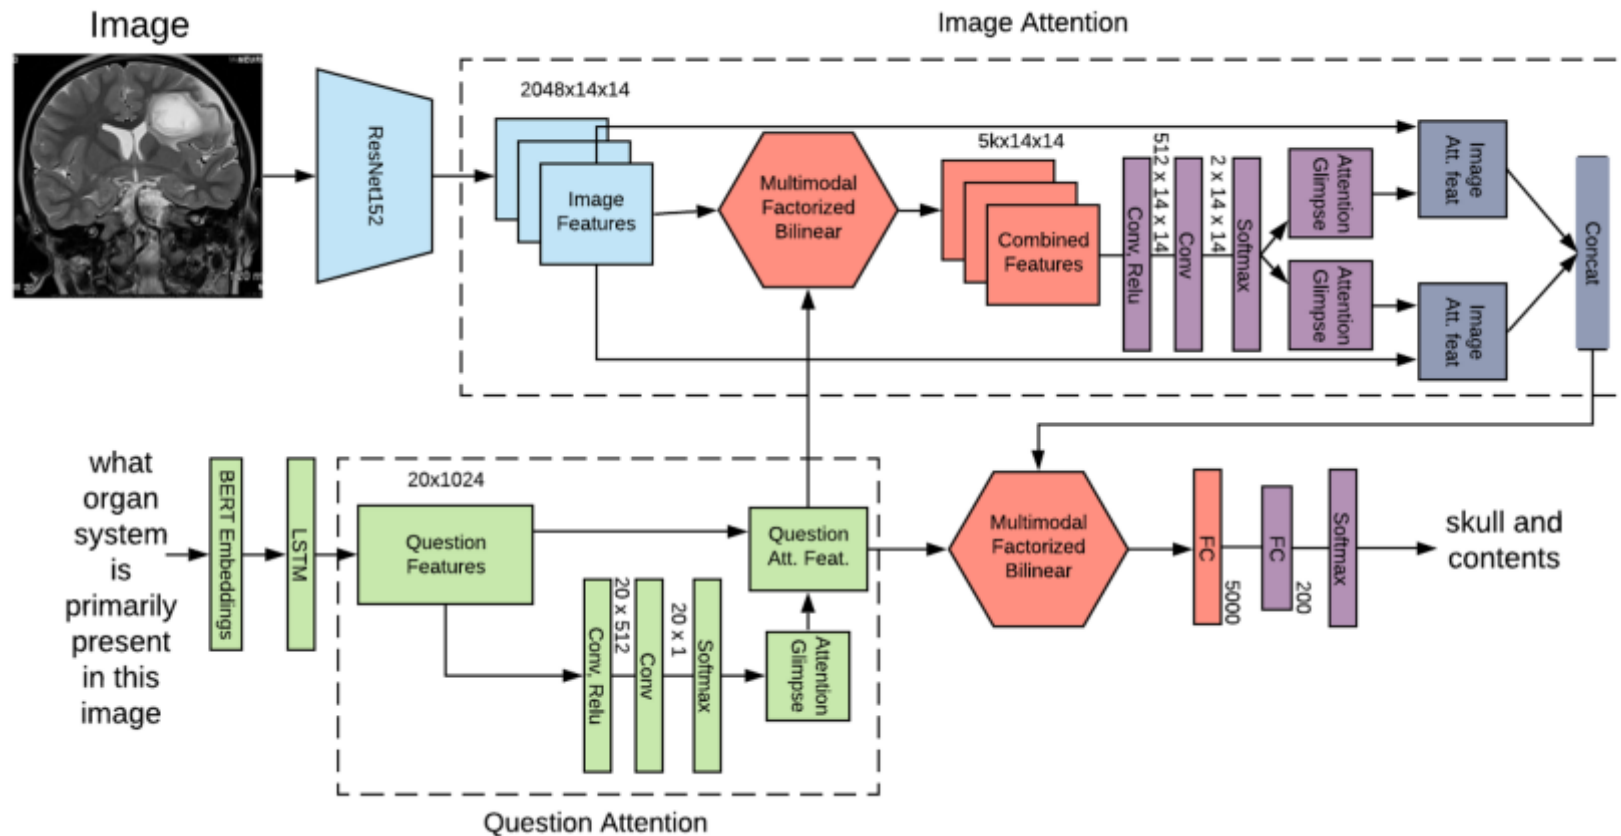 Image
Image Attention
2048x14x14
ResNet152
Image
Features
Multimodal
Factorized
Bilinear
5kx14x14
Combined
Features
Conv, Relu
512 x 14 x 14
Conv
2 x 14 x 14
Softmax
Attention
Glimpse
Attention
Glimpse
Image
Att. feat
Image
Att. feat
Concat
what
organ
system
is
primarily
present
in this
image
BERT Embeddings
LSTM
20x1024
Question
Features
Conv, Relu
20 x 512
Conv
20 x 1
Softmax
Attention
Glimpse
Question
Att. Feat.
Question Attention
Multimodal
Factorized
Bilinear
FC
5000
FC
200
Softmax
skull and
contents